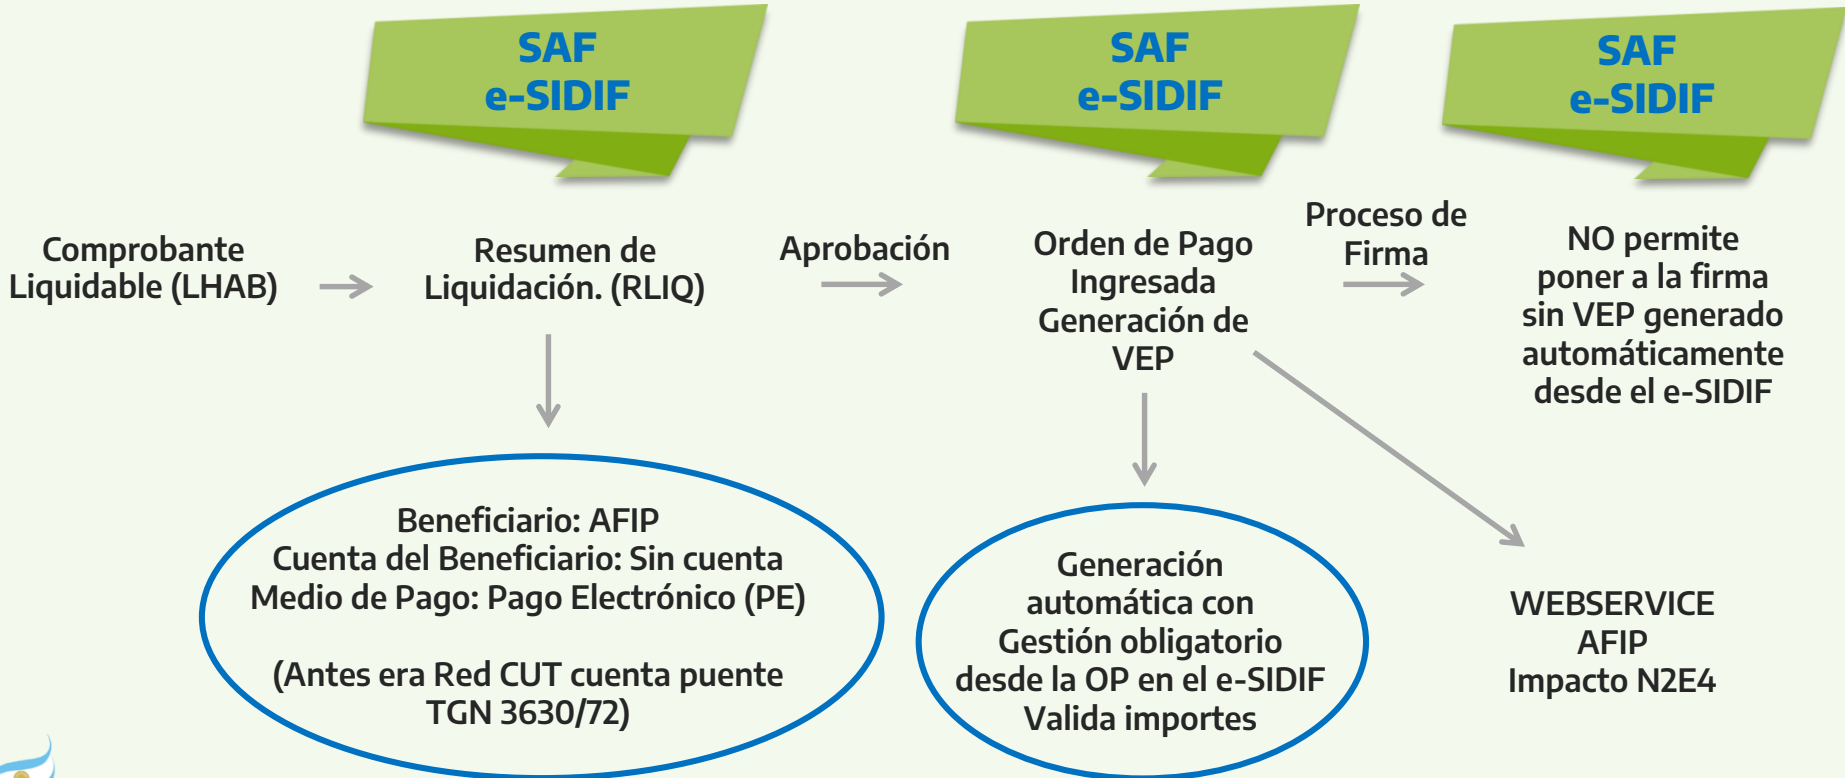 SAF
e-SIDIF
SAF
e-SIDIF
SAF
e-SIDIF
Comprobante
Liquidable (LHAB)
Resumen de
Liquidación. (RLIQ)
Aprobación
Orden de Pago
Ingresada
Generación de
VEP
Proceso de
Firma
NO permite
poner a la firma
sin VEP generado
automáticamente
desde el e-SIDIF
Beneficiario: AFIP
Cuenta del Beneficiario: Sin cuenta
Medio de Pago: Pago Electrónico (PE)
(Antes era Red CUT cuenta puente
TGN 3630/72)
Generación
automática con
Gestión obligatorio
desde la OP en el e-SIDIF
Valida importes
WEBSERVICE
AFIP
Impacto N2E4